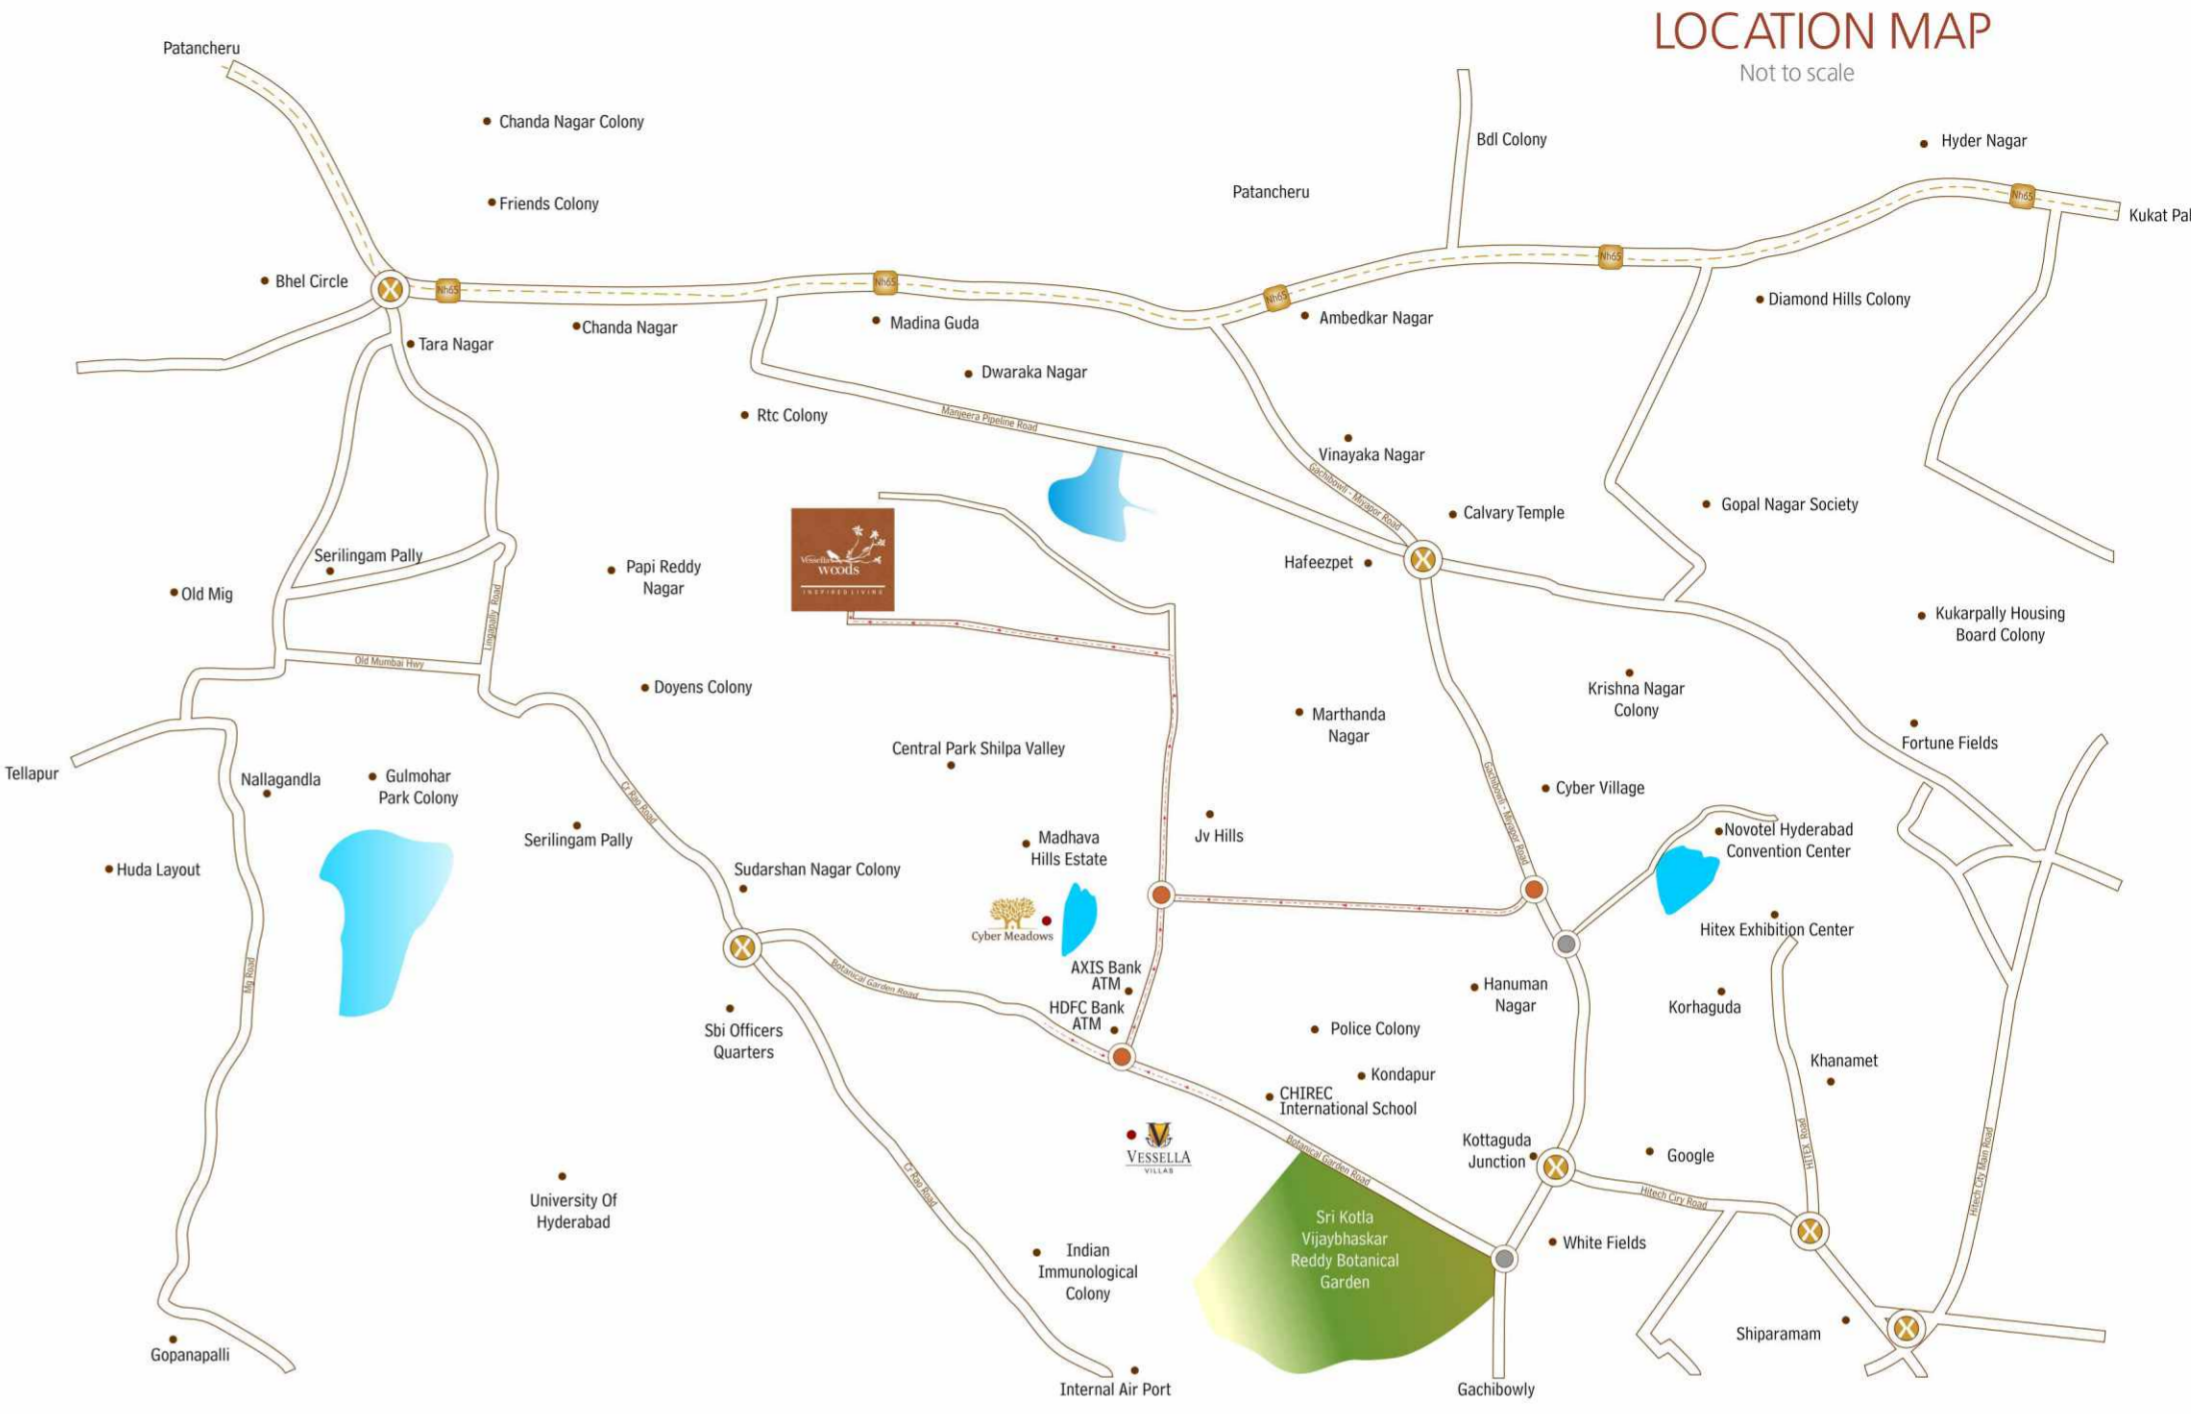 LOCATION MAP
Not to scale
Patancheru
Chanda Nagar Colony
Bdl Colony
Hyder Nagar
Patancheru
Friends Colony
Nh65
Kukat Pal
Bhel Circle
Nh65
Nh65
Nh65
Nh65
Diamond Hills Colony
Tara Nagar
Chanda Nagar
Madina Guda
Ambedkar Nagar
Dwaraka Nagar
Rtc Colony
Manjeera Pipeline Road
Vinayaka Nagar
Gachibowli - Miyapor Road
Calvary Temple
Gopal Nagar Society
Serilingam Pally
Papi Reddy
Nagar
Vessella
woods
INSPIRED LIVING
Hafeezpet
X
X
Old Mig
Lingapally Road
Kukarpally Housing
Board Colony
Old Mumbai Hwy
Doyens Colony
Krishna Nagar
Colony
Marthanda
Nagar
Fortune Fields
Central Park Shilpa Valley
Tellapur
Nallagandla
Gulmohar
Park Colony
Cr Rao Road
Gachibowli - Miyapor Road
Cyber Village
Serilingam Pally
Madhava
Hills Estate
Jv Hills
Novotel Hyderabad
Convention Center
Huda Layout
Sudarshan Nagar Colony
Cyber Meadows
Hitex Exhibition Center
X
Mg Road
Botanical Garden Road
AXIS Bank
ATM
HDFC Bank
ATM
Hanuman
Nagar
Korhaguda
Sbi Officers
Quarters
Police Colony
Khanamet
Kondapur
CHIREC
International School
V
VESSELLA
VILLAS
Botanical Garden Road
Kottaguda
Junction
X
Google
HITEX Road
Hitech City Main Road
Cr Rao Road
University Of
Hyderabad
Hitech Ciry Road
Sri Kotla
Vijaybhaskar
Reddy Botanical
Garden
White Fields
X
Indian
Immunological
Colony
Shiparamam
X
Gopanapalli
Internal Air Port
Gachibowly